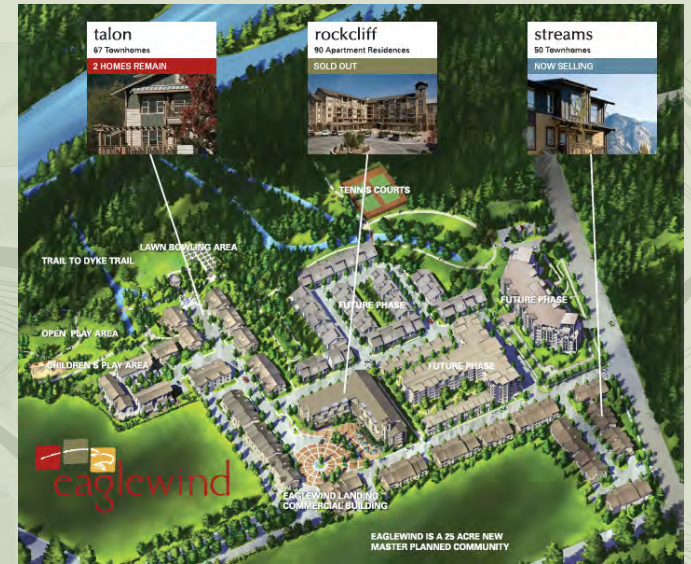 talon
67 Townhomes
2 HOMES REMAIN
rockcliff
90 Apartment Residences
SOLD OUT
streams
50 Townhomes
NOW SELLING
TENNIS COURTS
LAWN BOWLING AREA
TRAIL TO DYKE TRAIL
FUTURE PHASE
FUTURE PHASE
OPEN PLAY AREA
CHILDREN'S PLAY AREA
FUTURE PHASE
eaglewind
EAGLEWIND LANDING
COMMERCIAL BUILDING
EAGLEWIND IS A 25 ACRE NEW
MASTER PLANNED COMMUNITY